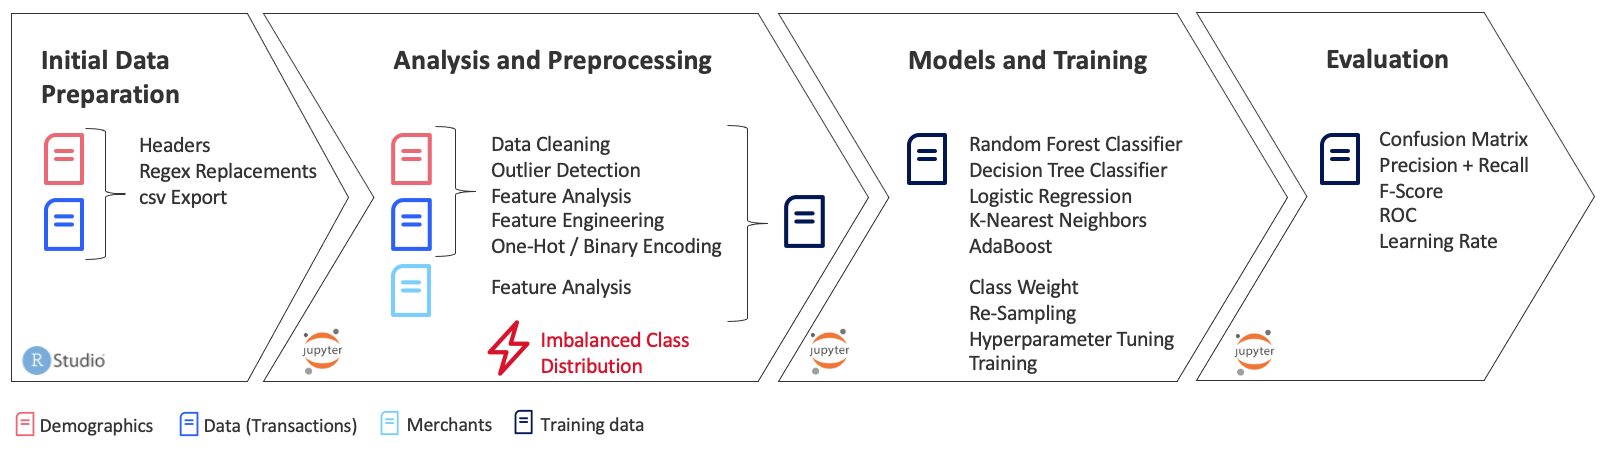 Initial Data
Preparation
Headers
Regex Replacements
csv Export
R Studio
Analysis and Preprocessing
Data Cleaning
Outlier Detection
Feature Analysis
Feature Engineering
One-Hot / Binary Encoding
Feature Analysis
Imbalanced Class
Distribution
jupyter
Models and Training
Random Forest Classifier
Decision Tree Classifier
Logistic Regression
K-Nearest Neighbors
AdaBoost
Class Weight
Re-Sampling
Hyperparameter Tuning
Training
jupyter
Evaluation
Confusion Matrix
Precision + Recall
F-Score
ROC
Learning Rate
jupyter
Demographics
Data (Transactions)
Merchants
Training data